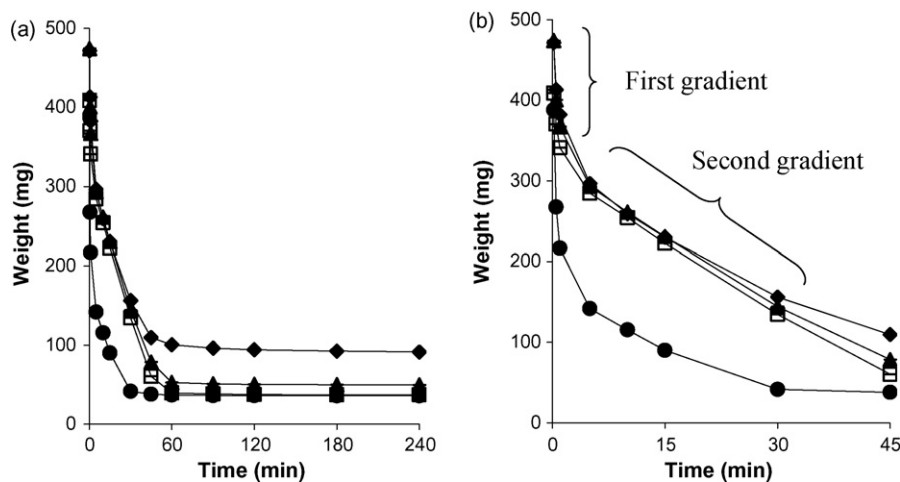 (a)
500
400
300
200
100
0
Weight (mg)
0 60 120 180 240
Time (min)
(b)
500
400
300
200
100
0
Weight (mg)
First gradient
Second gradient
0 15 30 45
Time (min)